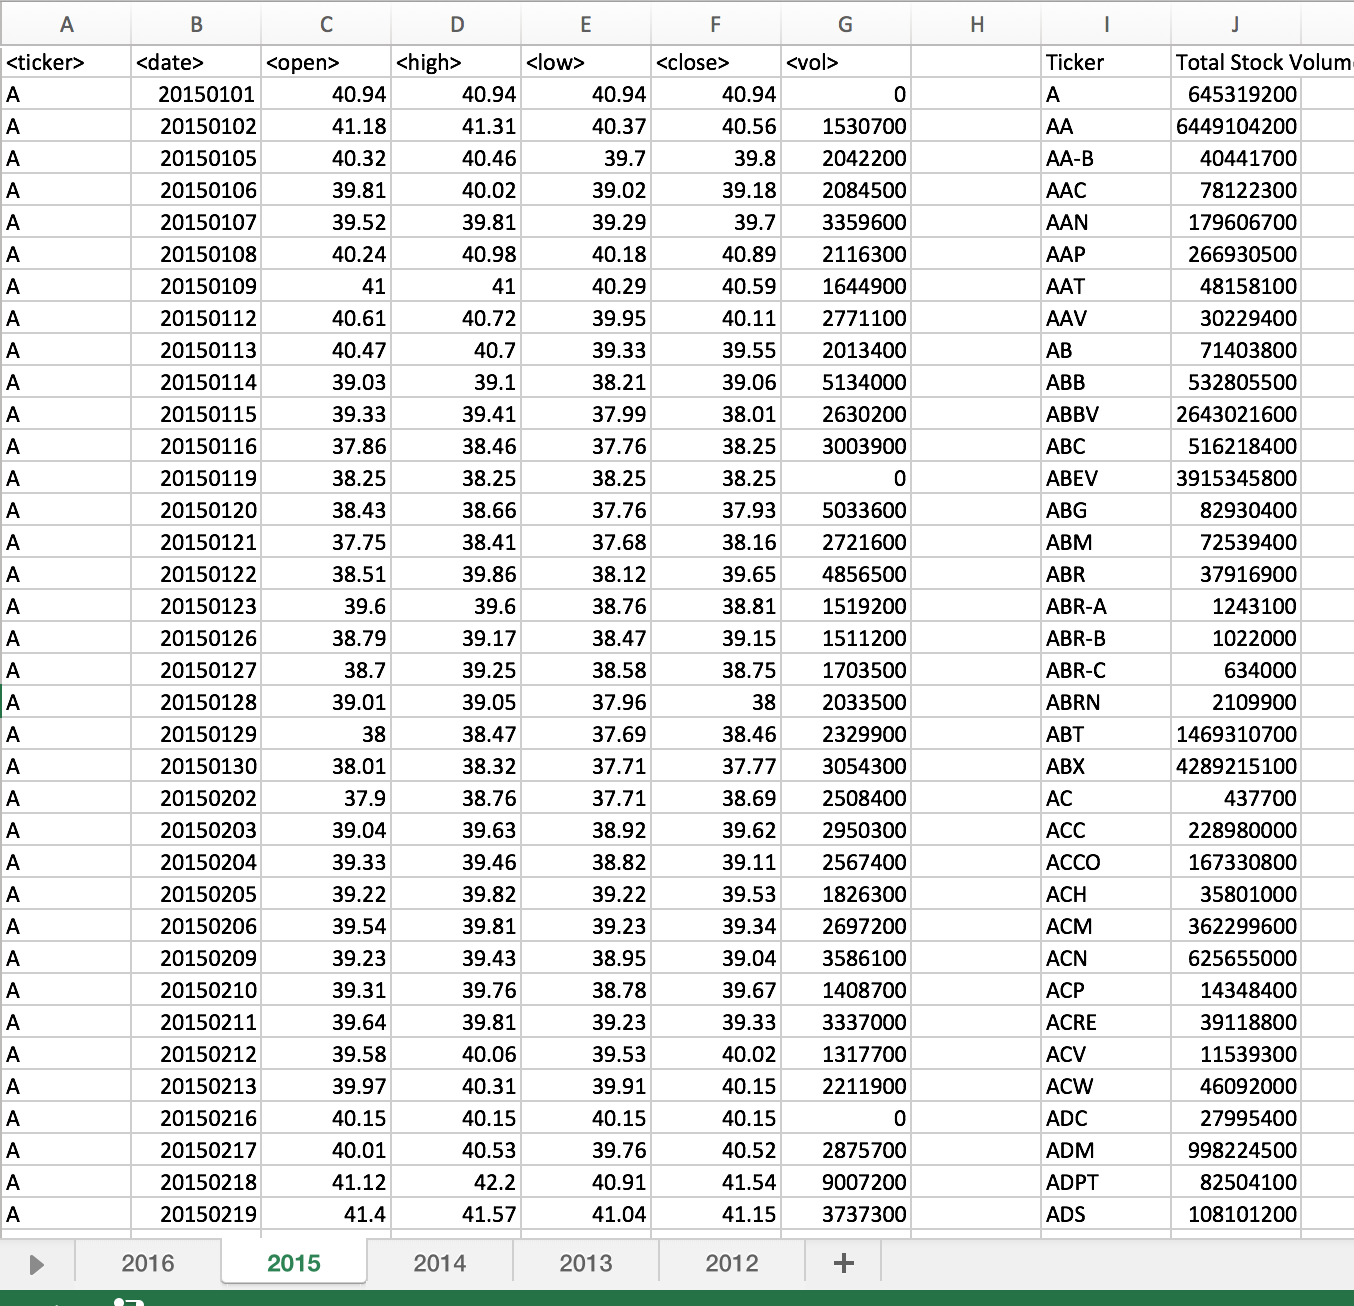 A B C D E F G H I J
<ticker> <date> <open> <high> <low> <close> <vol> Ticker Total Stock Volum
A 20150101 40.94 40.94 40.94 40.94 0 A 645319200
A 20150102 41.18 41.31 40.37 40.56 1530700 AA 6449104200
A 20150105 40.32 40.46 39.7 39.8 2042200 AA-B 40441700
A 20150106 39.81 40.02 39.02 39.18 2084500 AAC 78122300
A 20150107 39.52 39.81 39.29 39.7 3359600 AAN 179606700
A 20150108 40.24 40.98 40.18 40.89 2116300 AAP 266930500
A 20150109 41 41 40.29 40.59 1644900 AAT 48158100
A 20150112 40.61 40.72 39.95 40.11 2771100 AAV 30229400
A 20150113 40.47 40.7 39.33 39.55 2013400 AB 71403800
A 20150114 39.03 39.1 38.21 39.06 5134000 ABB 532805500
A 20150115 39.33 39.41 37.99 38.01 2630200 ABBV 2643021600
A 20150116 37.86 38.46 37.76 38.25 3003900 ABC 516218400
A 20150119 38.25 38.25 38.25 38.25 0 ABEV 3915345800
A 20150120 38.43 38.66 37.76 37.93 5033600 ABG 82930400
A 20150121 37.75 38.41 37.68 38.16 2721600 ABM 72539400
A 20150122 38.51 39.86 38.12 39.65 4856500 ABR 37916900
A 20150123 39.6 39.6 38.76 38.81 1519200 ABR-A 1243100
A 20150126 38.79 39.17 38.47 39.15 1511200 ABR-B 1022000
A 20150127 38.7 39.25 38.58 38.75 1703500 ABR-C 634000
A 20150128 39.01 39.05 37.96 38 2033500 ABRN 2109900
A 20150129 38 38.47 37.69 38.46 2329900 ABT 1469310700
A 20150130 38.01 38.32 37.71 37.77 3054300 ABX 4289215100
A 20150202 37.9 38.76 37.71 38.69 2508400 AC 437700
A 20150203 39.04 39.63 38.92 39.62 2950300 ACC 228980000
A 20150204 39.33 39.46 38.82 39.11 2567400 ACCO 167330800
A 20150205 39.22 39.82 39.22 39.53 1826300 ACH 35801000
A 20150206 39.54 39.81 39.23 39.34 2697200 ACM 362299600
A 20150209 39.23 39.43 38.95 39.04 3586100 ACN 625655000
A 20150210 39.31 39.76 38.78 39.67 1408700 ACP 14348400
A 20150211 39.64 39.81 39.23 39.33 3337000 ACRE 39118800
A 20150212 39.58 40.06 39.53 40.02 1317700 ACV 11539300
A 20150213 39.97 40.31 39.91 40.15 2211900 ACW 46092000
A 20150216 40.15 40.15 40.15 40.15 0 ADC 27995400
A 20150217 40.01 40.53 39.76 40.52 2875700 ADM 998224500
A 20150218 41.12 42.2 40.91 41.54 9007200 ADPT 82504100
A 20150219 41.4 41.57 41.04 41.15 3737300 ADS 108101200
2016 2015 2014 2013 2012 +